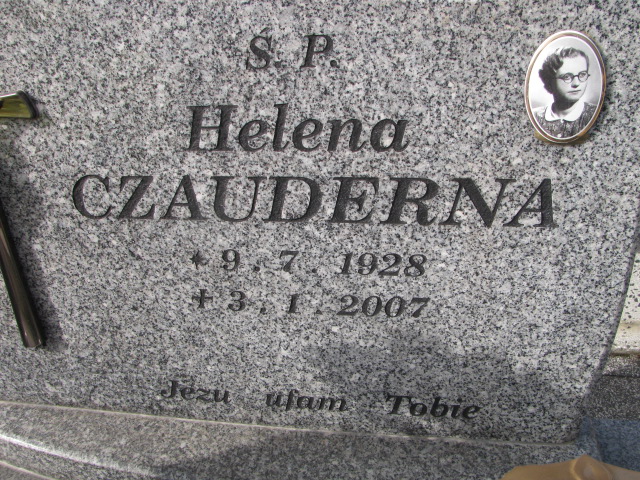 Ś. P.
Helena
CZAUDERNA
* 9. 7. 1928
+ 3. 1. 2007
Jezu ufam Tobie